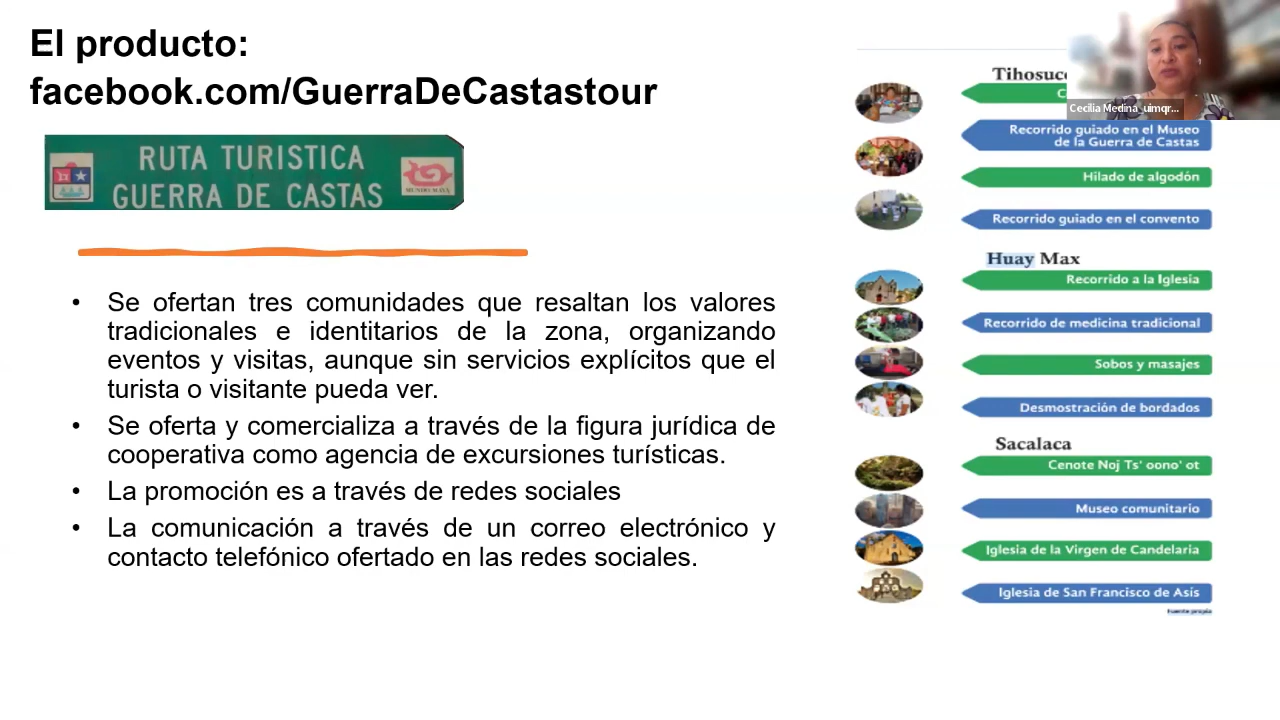 El producto:
facebook.com/GuerraDeCastastour
RUTA TURISTICA
GUERRA DE CASTAS
MUNDO MAYA
• Se ofertan tres comunidades que resaltan los valores
tradicionales e identitarios de la zona, organizando
eventos y visitas, aunque sin servicios explícitos que el
turista o visitante pueda ver.
• Se oferta y comercializa a través de la figura jurídica de
cooperativa como agencia de excursiones turísticas.
• La promoción es a través de redes sociales
• La comunicación a través de un correo electrónico y
contacto telefónico ofertado en las redes sociales.
Cecilia Medina_uimqr...
Recorrido guiado en el Museo
de la Guerra de Castas
Hilado de algodón
Recorrido guiado en el convento
Huay Max
Recorrido a la Iglesia
Recorrido de medicina tradicional
Sobos y masajes
Desmostración de bordados
Sacalaca
Cenote Noj Ts' oono' ot
Museo comunitario
Iglesia de la Virgen de Candelaria
Iglesia de San Francisco de Asís
Fuente propia